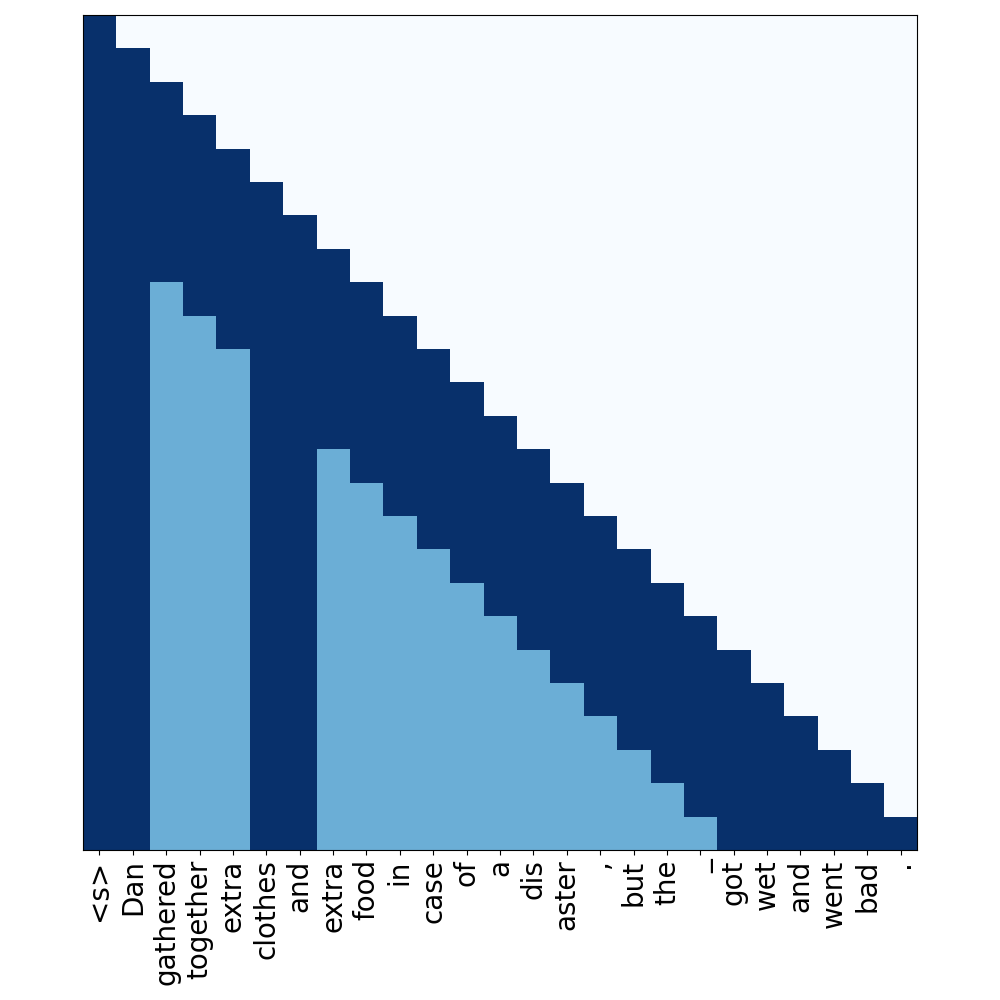 <s> Dan gathered together extra clothes and extra food in case of a dis aster , but the _ got wet and went bad .